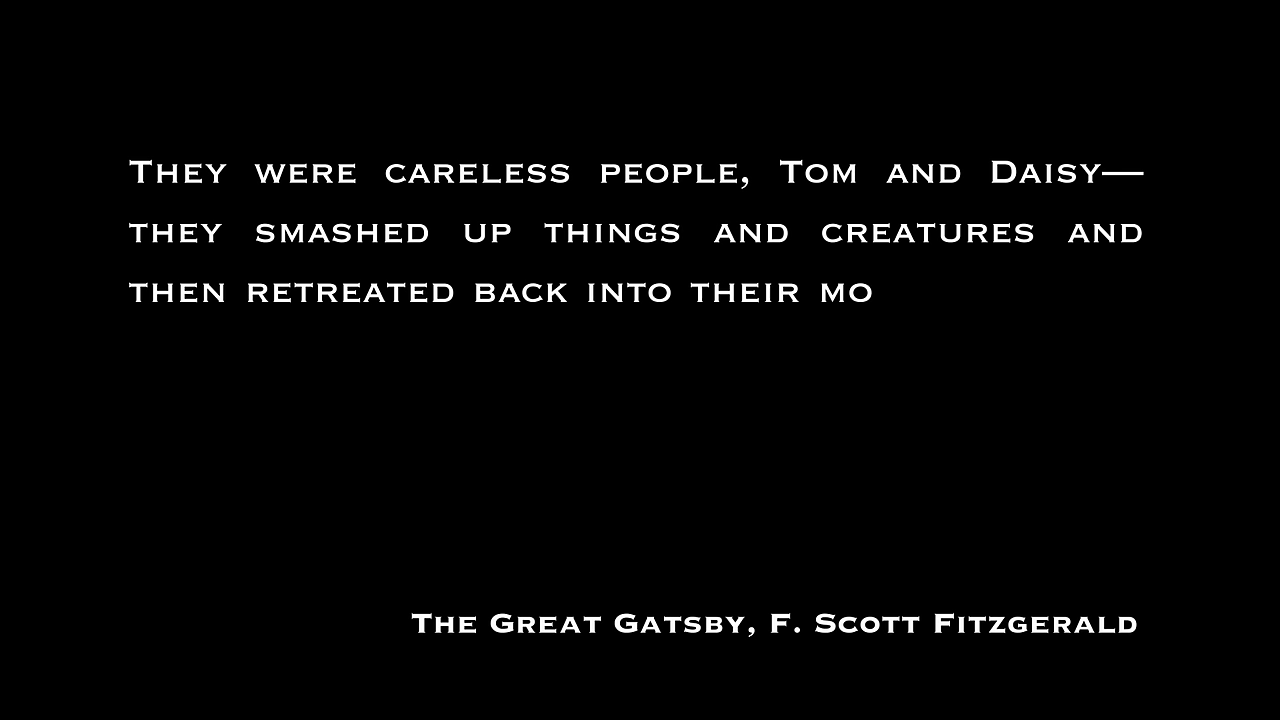 They were careless people, Tom and Daisy—
they smashed up things and creatures and
then retreated back into their mo
The Great Gatsby, F. Scott Fitzgerald